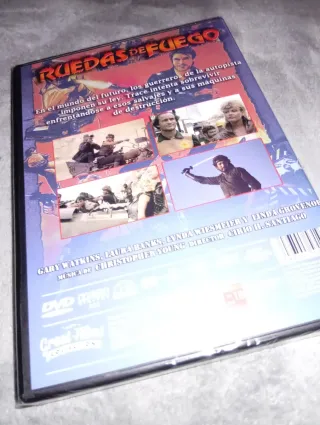 RUEDAS DE FUEGO
En el mundo del futuro, los guerreros de la autopista
imponen su ley. Trace intenta sobrevivir
enfrentándose a esos salvajes y a sus máquinas
de destrucción.
GARY WATKINS, LAURA BANKS, LYNDA WIESMEIER Y LINDA GROVENOR
MUSICA DE CHRISTOPHER YOUNG DIRECTOR CIRIO H. SANTIAGO
DVD